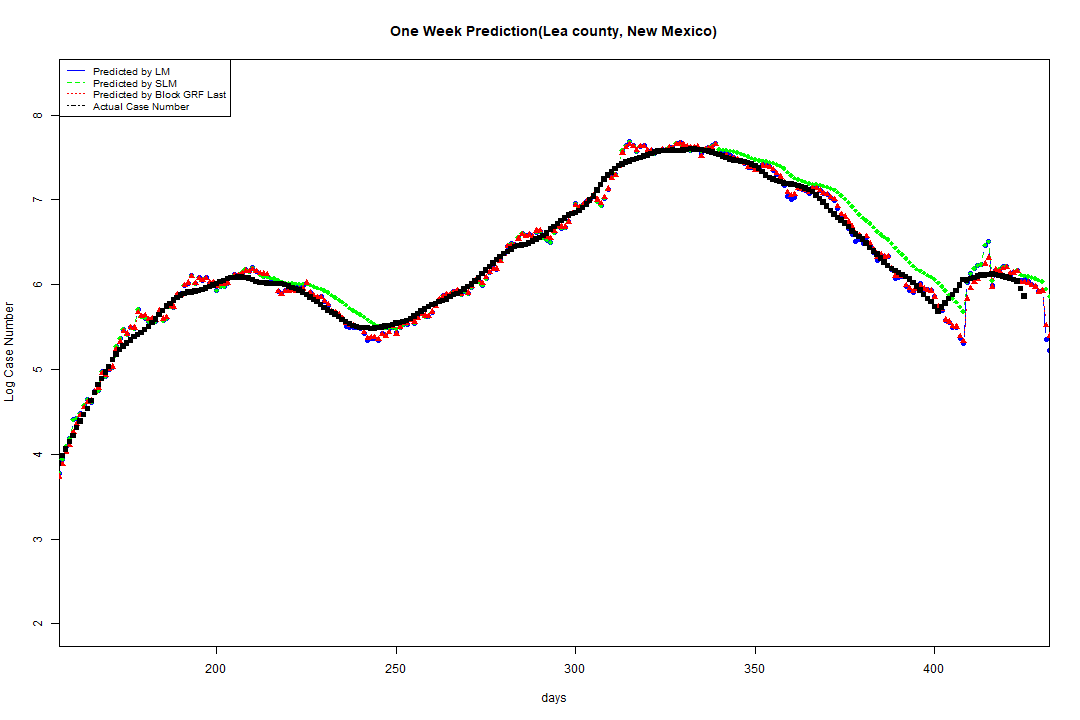 One Week Prediction(Lea county, New Mexico)
Predicted by LM
Predicted by SLM
Predicted by Block GRF Last
Actual Case Number
8
7
6
5
4
3
2
Log Case Number
200 250 300 350 400
days